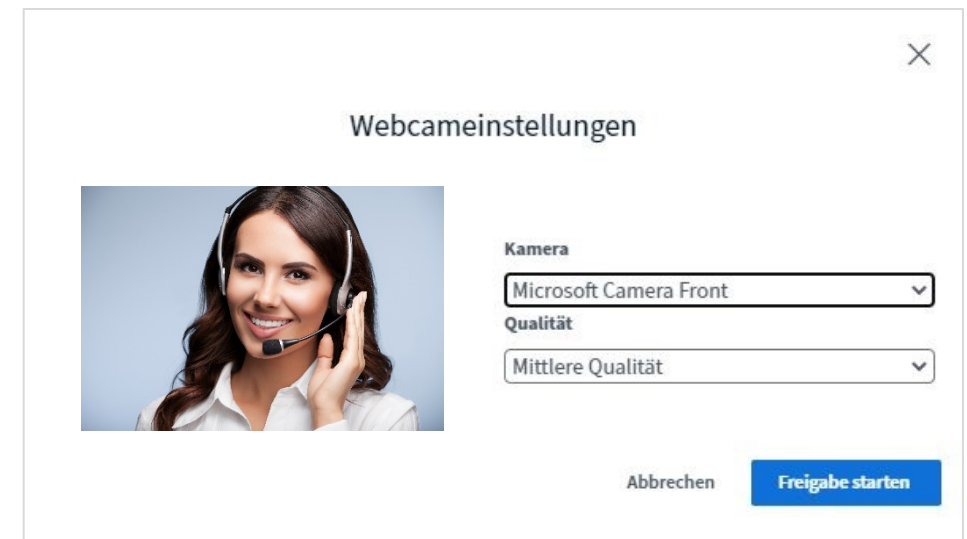 Webcameinstellungen
Kamera
Microsoft Camera Front
Qualität
Mittlere Qualität
Abbrechen
Freigabe starten